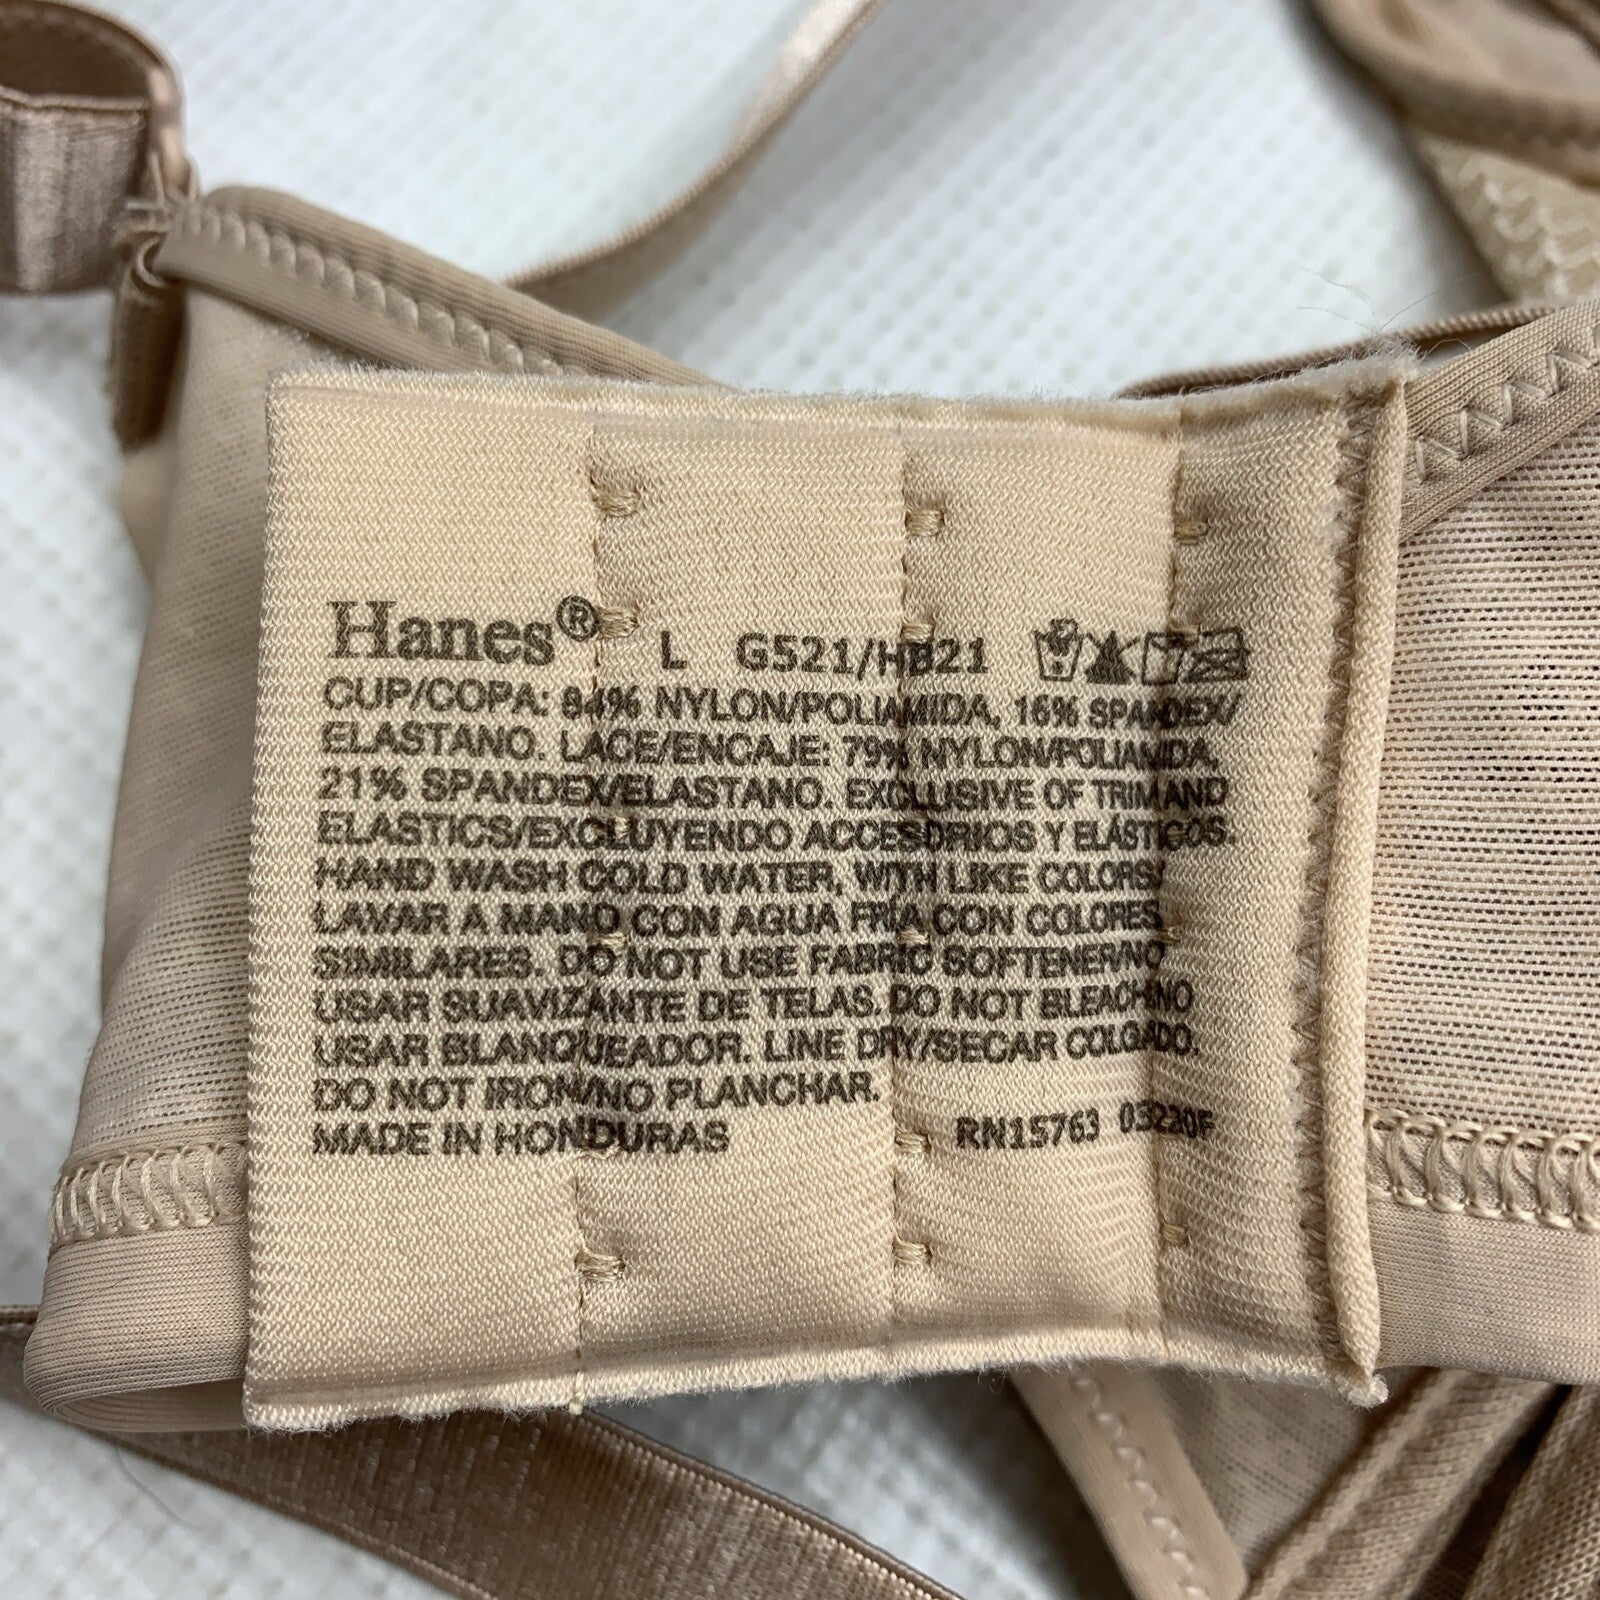 Hanes® L G521/HB21
CUP/COPA: 84% NYLON/POLIAMIDA, 16% SPANDEX/
ELASTANO. LACE/ENCAJE: 79% NYLON/POLIAMIDA,
21% SPANDEX/ELASTANO. EXCLUSIVE OF TRIM AND
ELASTICS/EXCLUYENDO ACCESORIOS Y ELÁSTICOS.
HAND WASH COLD WATER, WITH LIKE COLORS/
LAVAR A MANO CON AGUA FRÍA CON COLORES
SIMILARES. DO NOT USE FABRIC SOFTENER/NO
USAR SUAVIZANTE DE TELAS. DO NOT BLEACH/NO
USAR BLANQUEADOR. LINE DRY/SECAR COLGADO.
DO NOT IRON/NO PLANCHAR.
MADE IN HONDURAS RN15763 03220F